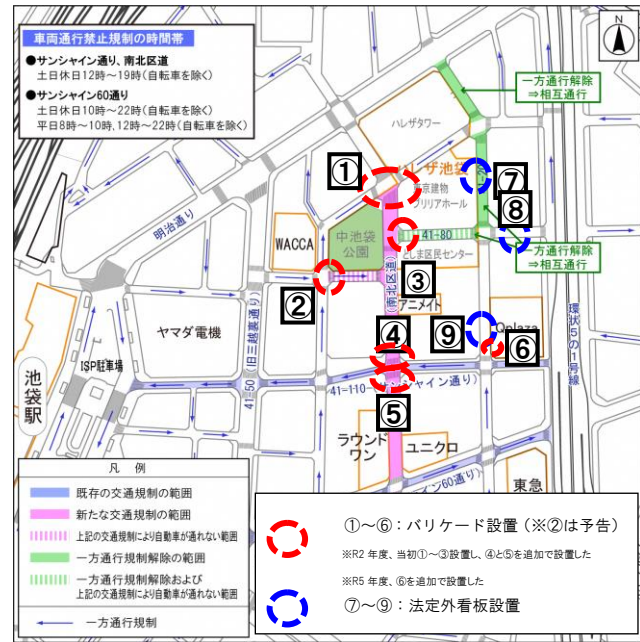 車両通行禁止規制の時間帯
●サンシャイン通り、南北区道
土日休日12時～19時(自転車を除く)
●サンシャイン60通り
土日休日10時～22時(自転車を除く)
平日8時～10時,12時～22時(自転車を除く)
N
一方通行解除
⇒相互通行
ハレザタワー
①
ハレザ池袋
東京建物
ブリリアホール
⑦
⑧
明治通り
WACCA
中池袋
公園
41-80
としま区民センター
一方通行解除
⇒相互通行
②
(南北区道)
③
アニメイト
ヤマダ電機
④
⑨
Qplaza
⑥
環状5の1号線
ISP駐車場
池袋駅
41-50(旧三越裏通り)
41-110-(サンシャイン通り)
⑤
ラウンド
ワン
ユニクロ
東急
凡 例
既存の交通規制の範囲
新たな交通規制の範囲
上記の交通規制により自動車が通れない範囲
一方通行規制解除の範囲
一方通行規制解除および
上記の交通規制により自動車が通れない範囲
一方通行規制
①～⑥：バリケード設置（※②は予告）
※R2 年度、当初①～③設置し、④と⑤を追加で設置した
※R5 年度、⑥を追加で設置した
⑦～⑨：法定外看板設置